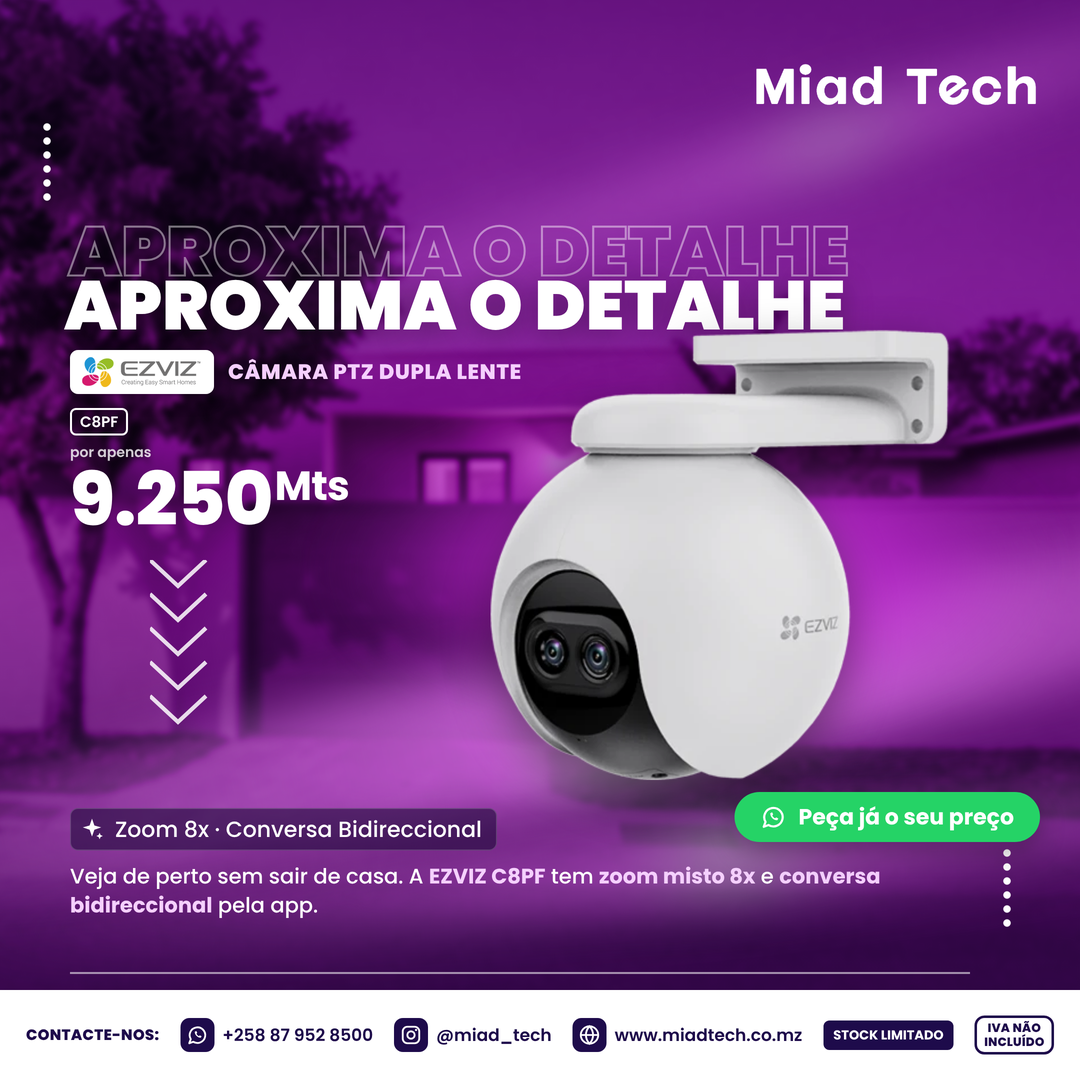 Miad Tech
APROXIMA O DETALHE
APROXIMA O DETALHE
EZVIZ™
Creating Easy Smart Homes
CÂMARA PTZ DUPLA LENTE
C8PF
por apenas
9.250Mts
EZVIZ
Zoom 8x · Conversa Bidireccional
Peça já o seu preço
Veja de perto sem sair de casa. A EZVIZ C8PF tem zoom misto 8x e conversa
bidireccional pela app.
CONTACTE-NOS: +258 87 952 8500 @miad_tech www.miadtech.co.mz STOCK LIMITADO
IVA NÃO
INCLUÍDO